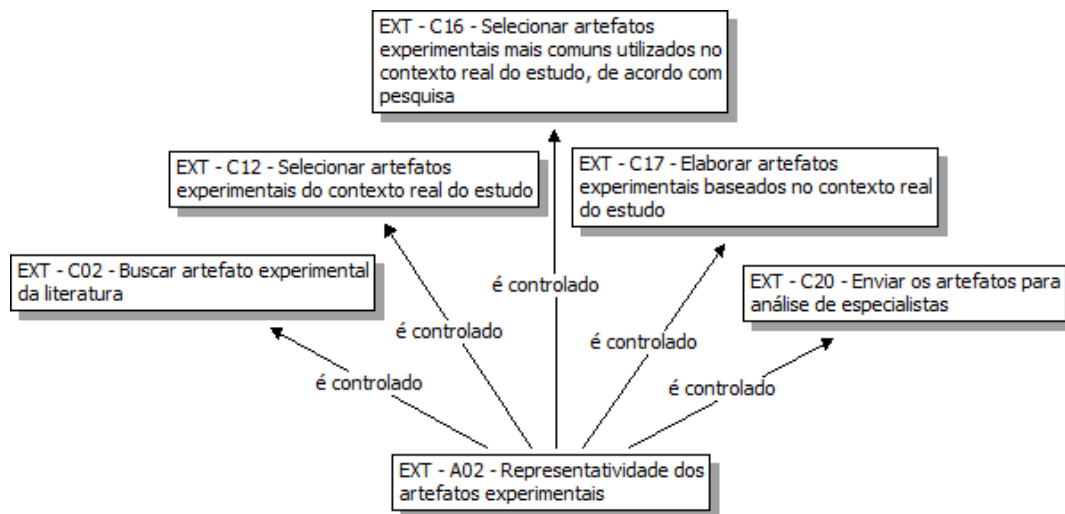 EXT - C16 - Selecionar artefatos
experimentais mais comuns utilizados no
contexto real do estudo, de acordo com
pesquisa
EXT - C12 - Selecionar artefatos
experimentais do contexto real do estudo
EXT - C17 - Elaborar artefatos
experimentais baseados no contexto real
do estudo
EXT - C02 - Buscar artefato experimental
da literatura
EXT - C20 - Enviar os artefatos para
análise de especialistas
é controlado
é controlado
é controlado
é controlado
é controlado
EXT - A02 - Representatividade dos
artefatos experimentais